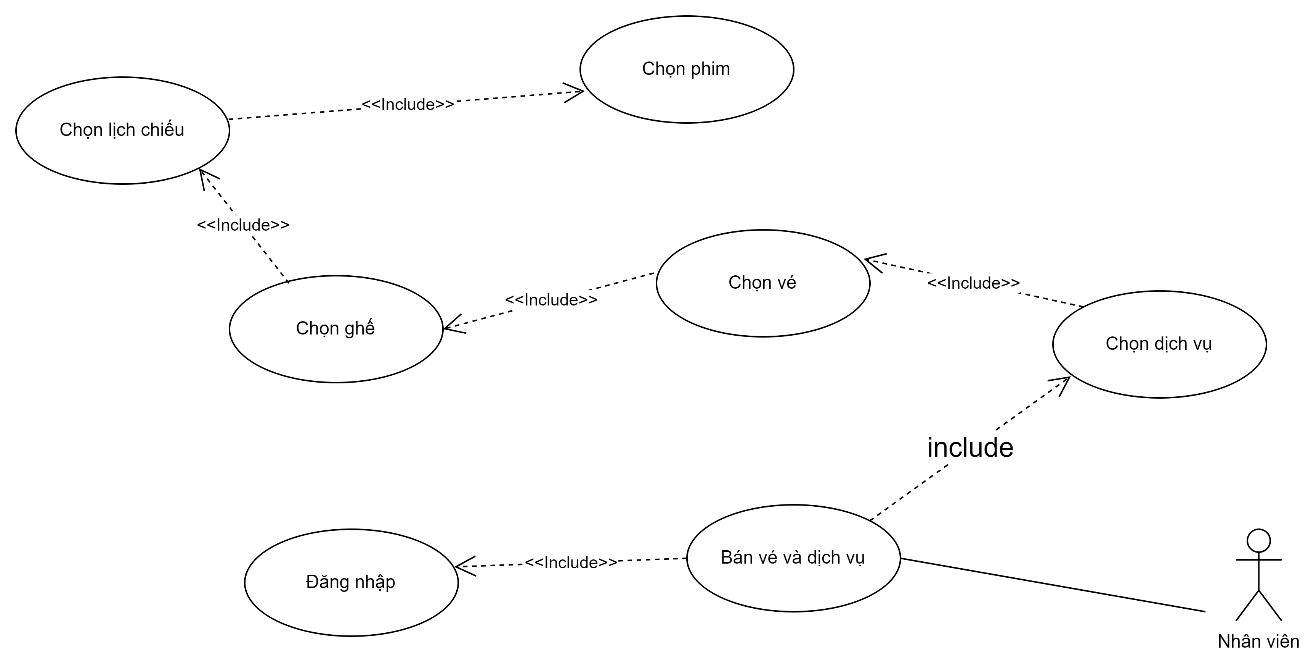 Chọn phim
<<Include>>
Chọn lịch chiếu
<<Include>>
Chọn vé
<<Include>>
<<Include>>
Chọn ghế
Chọn dịch vụ
include
Bán vé và dịch vụ
<<Include>>
Đăng nhập
Nhân viên